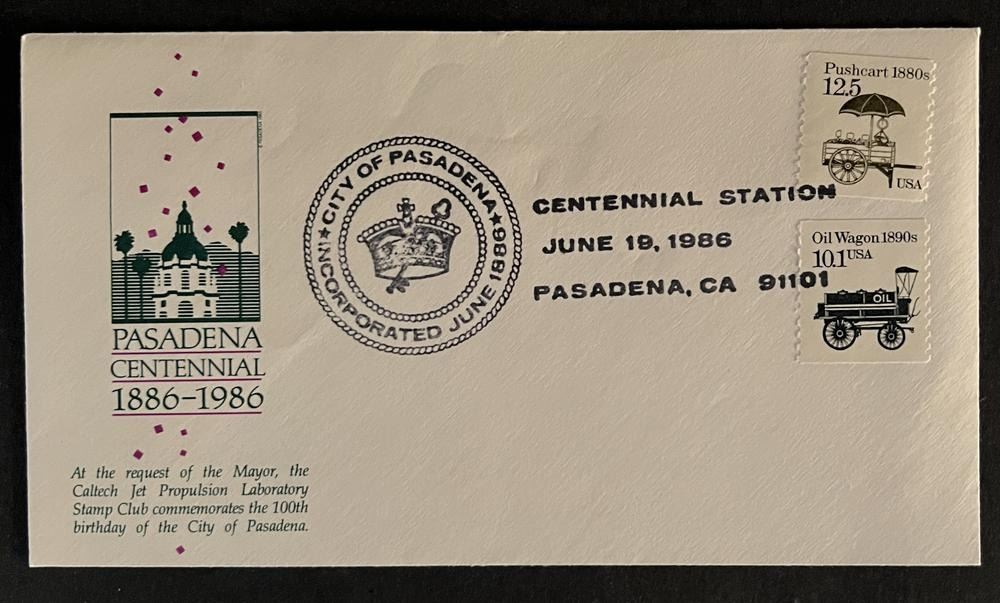 PASADENA
CENTENNIAL
1886-1986
At the request of the Mayor, the
Caltech Jet Propulsion Laboratory
Stamp Club commemorates the 100th
birthday of the City of Pasadena.
★CITY OF PASADENA★
INCORPORATED JUNE 1886
CENTENNIAL STATION
JUNE 19, 1986
PASADENA, CA 91101
Pushcart 1880s
12.5
USA
Oil Wagon 1890s
10.1 USA
OIL